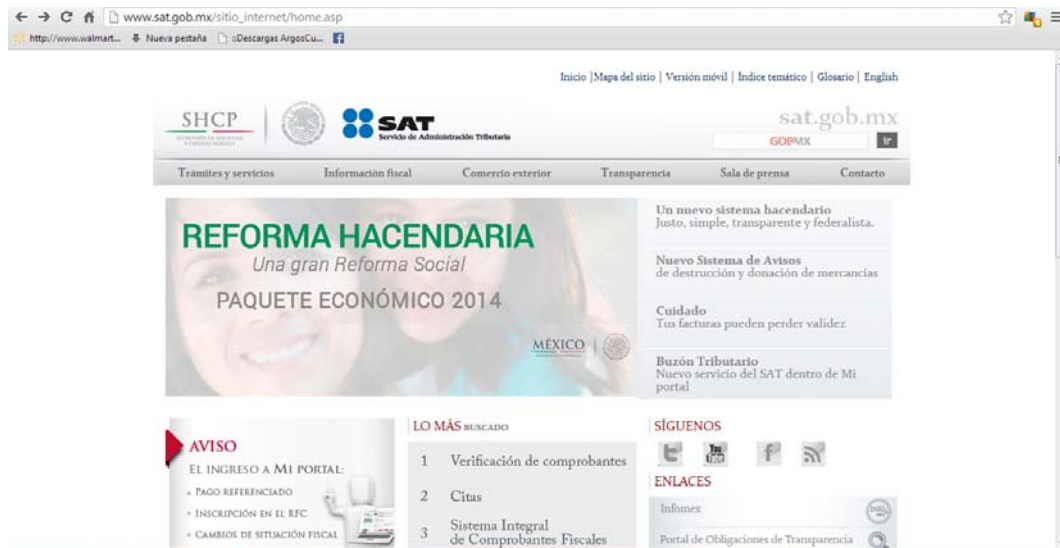 www.sat.gob.mx/sitio_internet/home.asp
http://www.walmart... Nueva pestaña ::Descargas ArgosCu...
Inicio |Mapa del sitio | Versión móvil | Índice temático | Glosario | English
SHCP
SECRETARÍA DE HACIENDA
Y CRÉDITO PÚBLICO
SAT
Servicio de Administración Tributaria
sat.gob.mx
GOBMX ir
Trámites y servicios Información fiscal Comercio exterior Transparencia Sala de prensa Contacto
REFORMA HACENDARIA
Una gran Reforma Social
PAQUETE ECONÓMICO 2014
MÉXICO
Un nuevo sistema hacendario
Justo, simple, transparente y federalista.
Nuevo Sistema de Avisos
de destrucción y donación de mercancías
Cuidado
Tus facturas pueden perder validez
Buzón Tributario
Nuevo servicio del SAT dentro de Mi
portal
AVISO
EL INGRESO A MI PORTAL:
PAGO REFERENCIADO
INSCRIPCIÓN EN EL RFC
CAMBIOS DE SITUACIÓN FISCAL
LO MÁS BUSCADO
1 Verificación de comprobantes
2 Citas
3 Sistema Integral
de Comprobantes Fiscales
SÍGUENOS
You
ENLACES
Infomex
Portal de Obligaciones de Transparencia